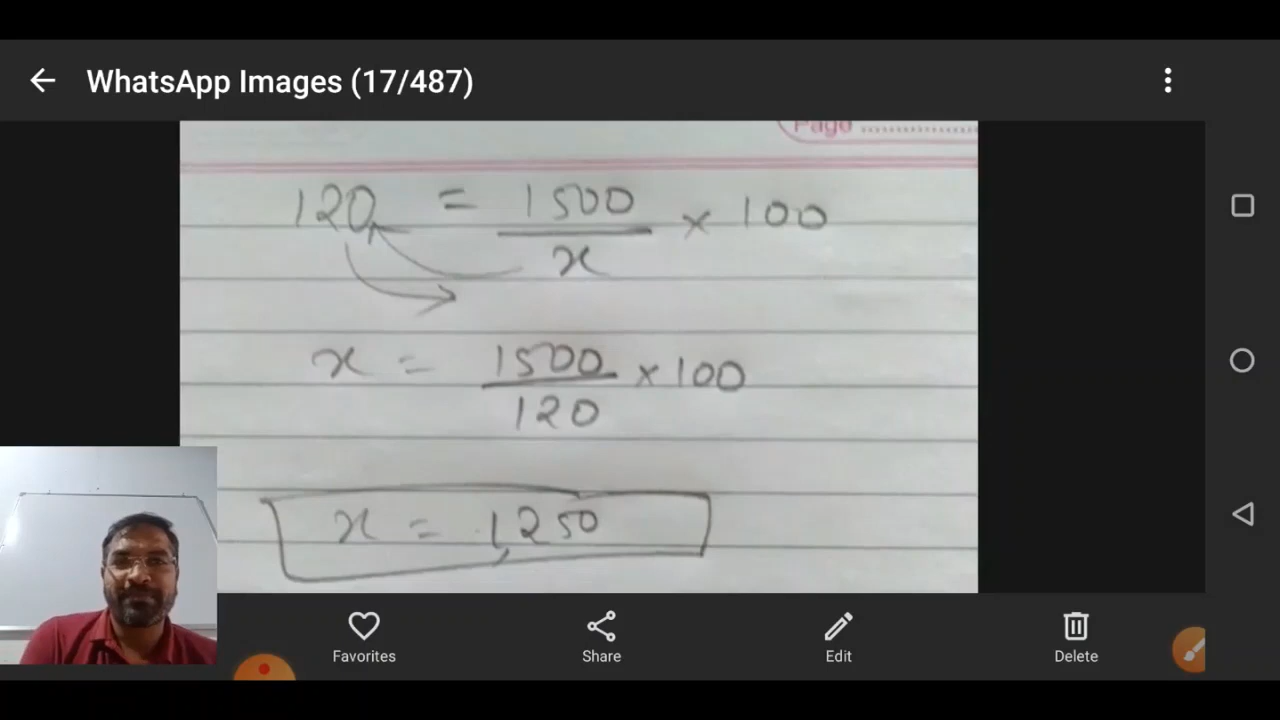 WhatsApp Images (17/487)
Page
120 = 1500/x × 100
x = 1500/120 × 100
x = 1250
Favorites
Share
Edit
Delete